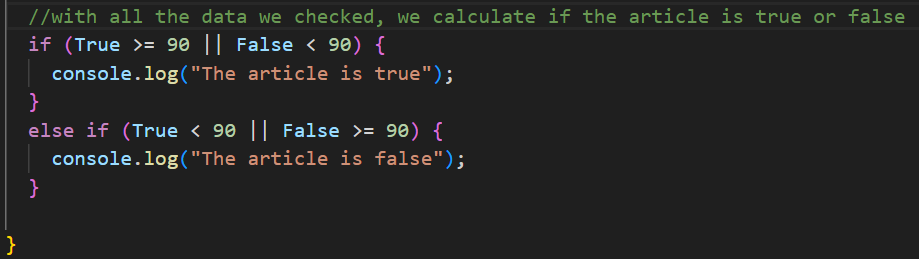 //with all the data we checked, we calculate if the article is true or false
if (True >= 90 || False < 90) {
console.log("The article is true");
}
else if (True < 90 || False >= 90) {
console.log("The article is false");
}
}